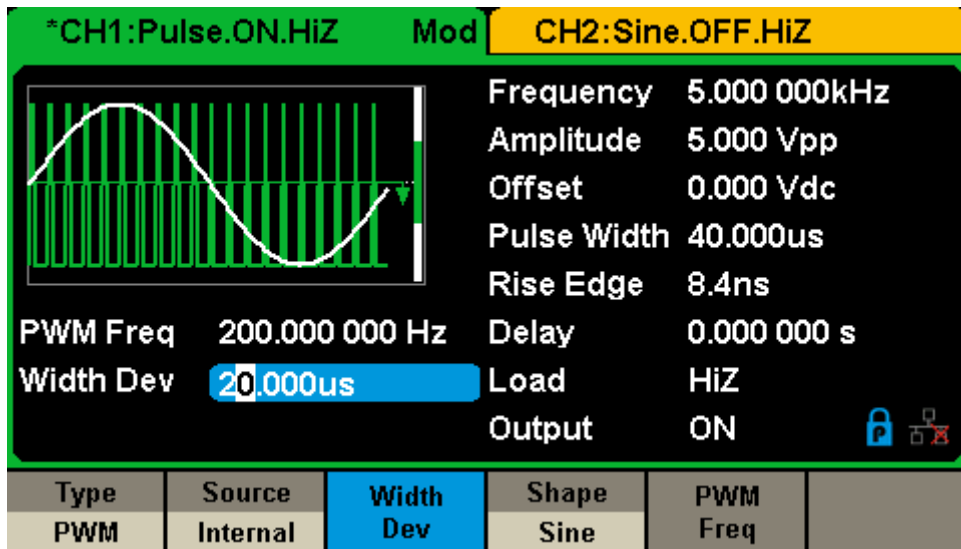 *CH1:Pulse.ON.HiZ Mod
CH2:Sine.OFF.HiZ
Frequency 5.000 000kHz
Amplitude 5.000 Vpp
Offset 0.000 Vdc
Pulse Width 40.000us
Rise Edge 8.4ns
PWM Freq 200.000 000 Hz
Delay 0.000 000 s
Width Dev 20.000us
Load HiZ
Output ON
P
Type
PWM
Source
Internal
Width
Dev
Shape
Sine
PWM
Freq